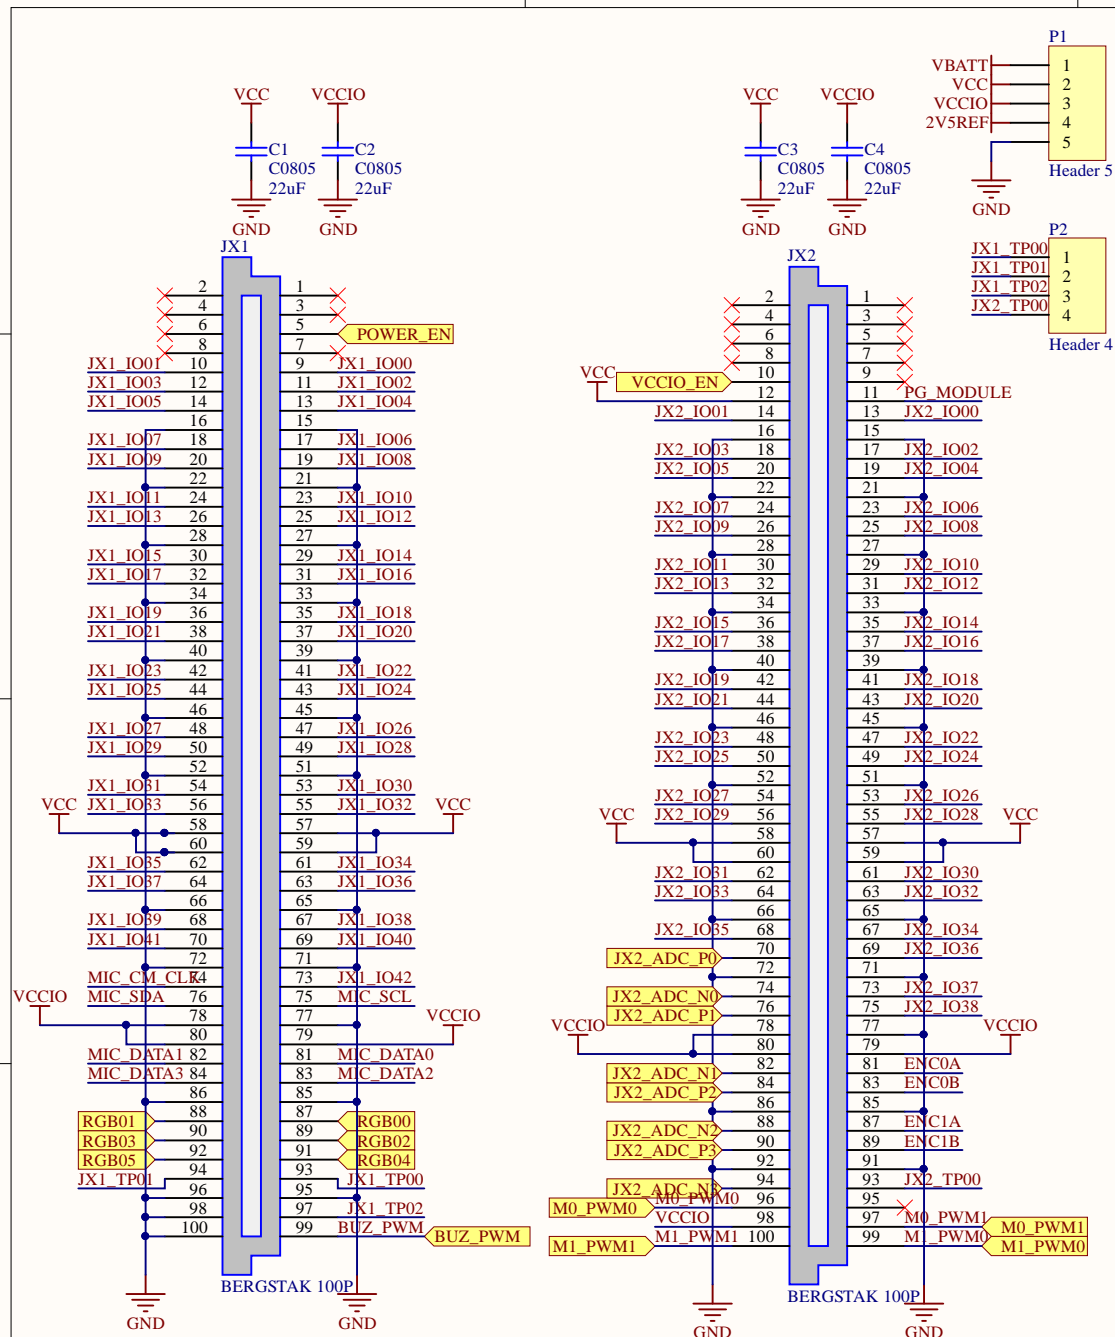 P1
VBATT 1
VCC 2
VCCIO 3
2V5REF 4
5
Header 5
GND
VCC VCCIO
C1 C2
C0805 C0805
22uF 22uF
GND GND
VCC VCCIO
C3 C4
C0805 C0805
22uF 22uF
GND GND
P2
JX1_TP00 1
JX1_TP01 2
JX1_TP02 3
JX2_TP00 4
Header 4
JX1
2 1
4 3
6 5 POWER_EN
8 7
JX1_IO01 10 9 JX1_IO00
JX1_IO03 12 11 JX1_IO02
JX1_IO05 14 13 JX1_IO04
16 15
JX1_IO07 18 17 JX1_IO06
JX1_IO09 20 19 JX1_IO08
22 21
JX1_IO11 24 23 JX1_IO10
JX1_IO13 26 25 JX1_IO12
28 27
JX1_IO15 30 29 JX1_IO14
JX1_IO17 32 31 JX1_IO16
34 33
JX1_IO19 36 35 JX1_IO18
JX1_IO21 38 37 JX1_IO20
40 39
JX1_IO23 42 41 JX1_IO22
JX1_IO25 44 43 JX1_IO24
46 45
JX1_IO27 48 47 JX1_IO26
JX1_IO29 50 49 JX1_IO28
52 51
JX1_IO31 54 53 JX1_IO30
VCC JX1_IO33 56 55 JX1_IO32 VCC
58 57
60 59
JX1_IO35 62 61 JX1_IO34
JX1_IO37 64 63 JX1_IO36
66 65
JX1_IO39 68 67 JX1_IO38
JX1_IO41 70 69 JX1_IO40
72 71
MIC_CM_CLK 74 73 JX1_IO42
VCCIO MIC_SDA 76 75 MIC_SCL
78 77 VCCIO
80 79
MIC_DATA1 82 81 MIC_DATA0
MIC_DATA3 84 83 MIC_DATA2
86 85
RGB01 88 87 RGB00
RGB03 90 89 RGB02
RGB05 92 91 RGB04
JX1_TP01 94 93 JX1_TP00
96 95
98 97 JX1_TP02
100 99 BUZ_PWM BUZ_PWM
BERGSTAK 100P
GND GND
JX2
2 1
4 3
6 5
8 7
VCC VCCIO_EN 10 9
12 11 PG_MODULE
JX2_IO01 14 13 JX2_IO00
16 15
JX2_IO03 18 17 JX2_IO02
JX2_IO05 20 19 JX2_IO04
22 21
JX2_IO07 24 23 JX2_IO06
JX2_IO09 26 25 JX2_IO08
28 27
JX2_IO11 30 29 JX2_IO10
JX2_IO13 32 31 JX2_IO12
34 33
JX2_IO15 36 35 JX2_IO14
JX2_IO17 38 37 JX2_IO16
40 39
JX2_IO19 42 41 JX2_IO18
JX2_IO21 44 43 JX2_IO20
46 45
JX2_IO23 48 47 JX2_IO22
JX2_IO25 50 49 JX2_IO24
52 51
JX2_IO27 54 53 JX2_IO26
VCC JX2_IO29 56 55 JX2_IO28 VCC
58 57
60 59
JX2_IO31 62 61 JX2_IO30
JX2_IO33 64 63 JX2_IO32
66 65
JX2_IO35 68 67 JX2_IO34
JX2_ADC_P0 70 69 JX2_IO36
72 71
JX2_ADC_N0 74 73 JX2_IO37
JX2_ADC_P1 76 75 JX2_IO38
VCCIO 78 77 VCCIO
80 79
JX2_ADC_N1 82 81 ENC0A
JX2_ADC_P2 84 83 ENC0B
86 85
JX2_ADC_N2 88 87 ENC1A
JX2_ADC_P3 90 89 ENC1B
92 91
JX2_ADC_N3 94 93 JX2_TP00
M0_PWM0 M0_PWM0 96 95
VCCIO 98 97 M0_PWM1 M0_PWM1
M1_PWM1 M1_PWM1 100 99 M1_PWM0 M1_PWM0
BERGSTAK 100P
GND GND